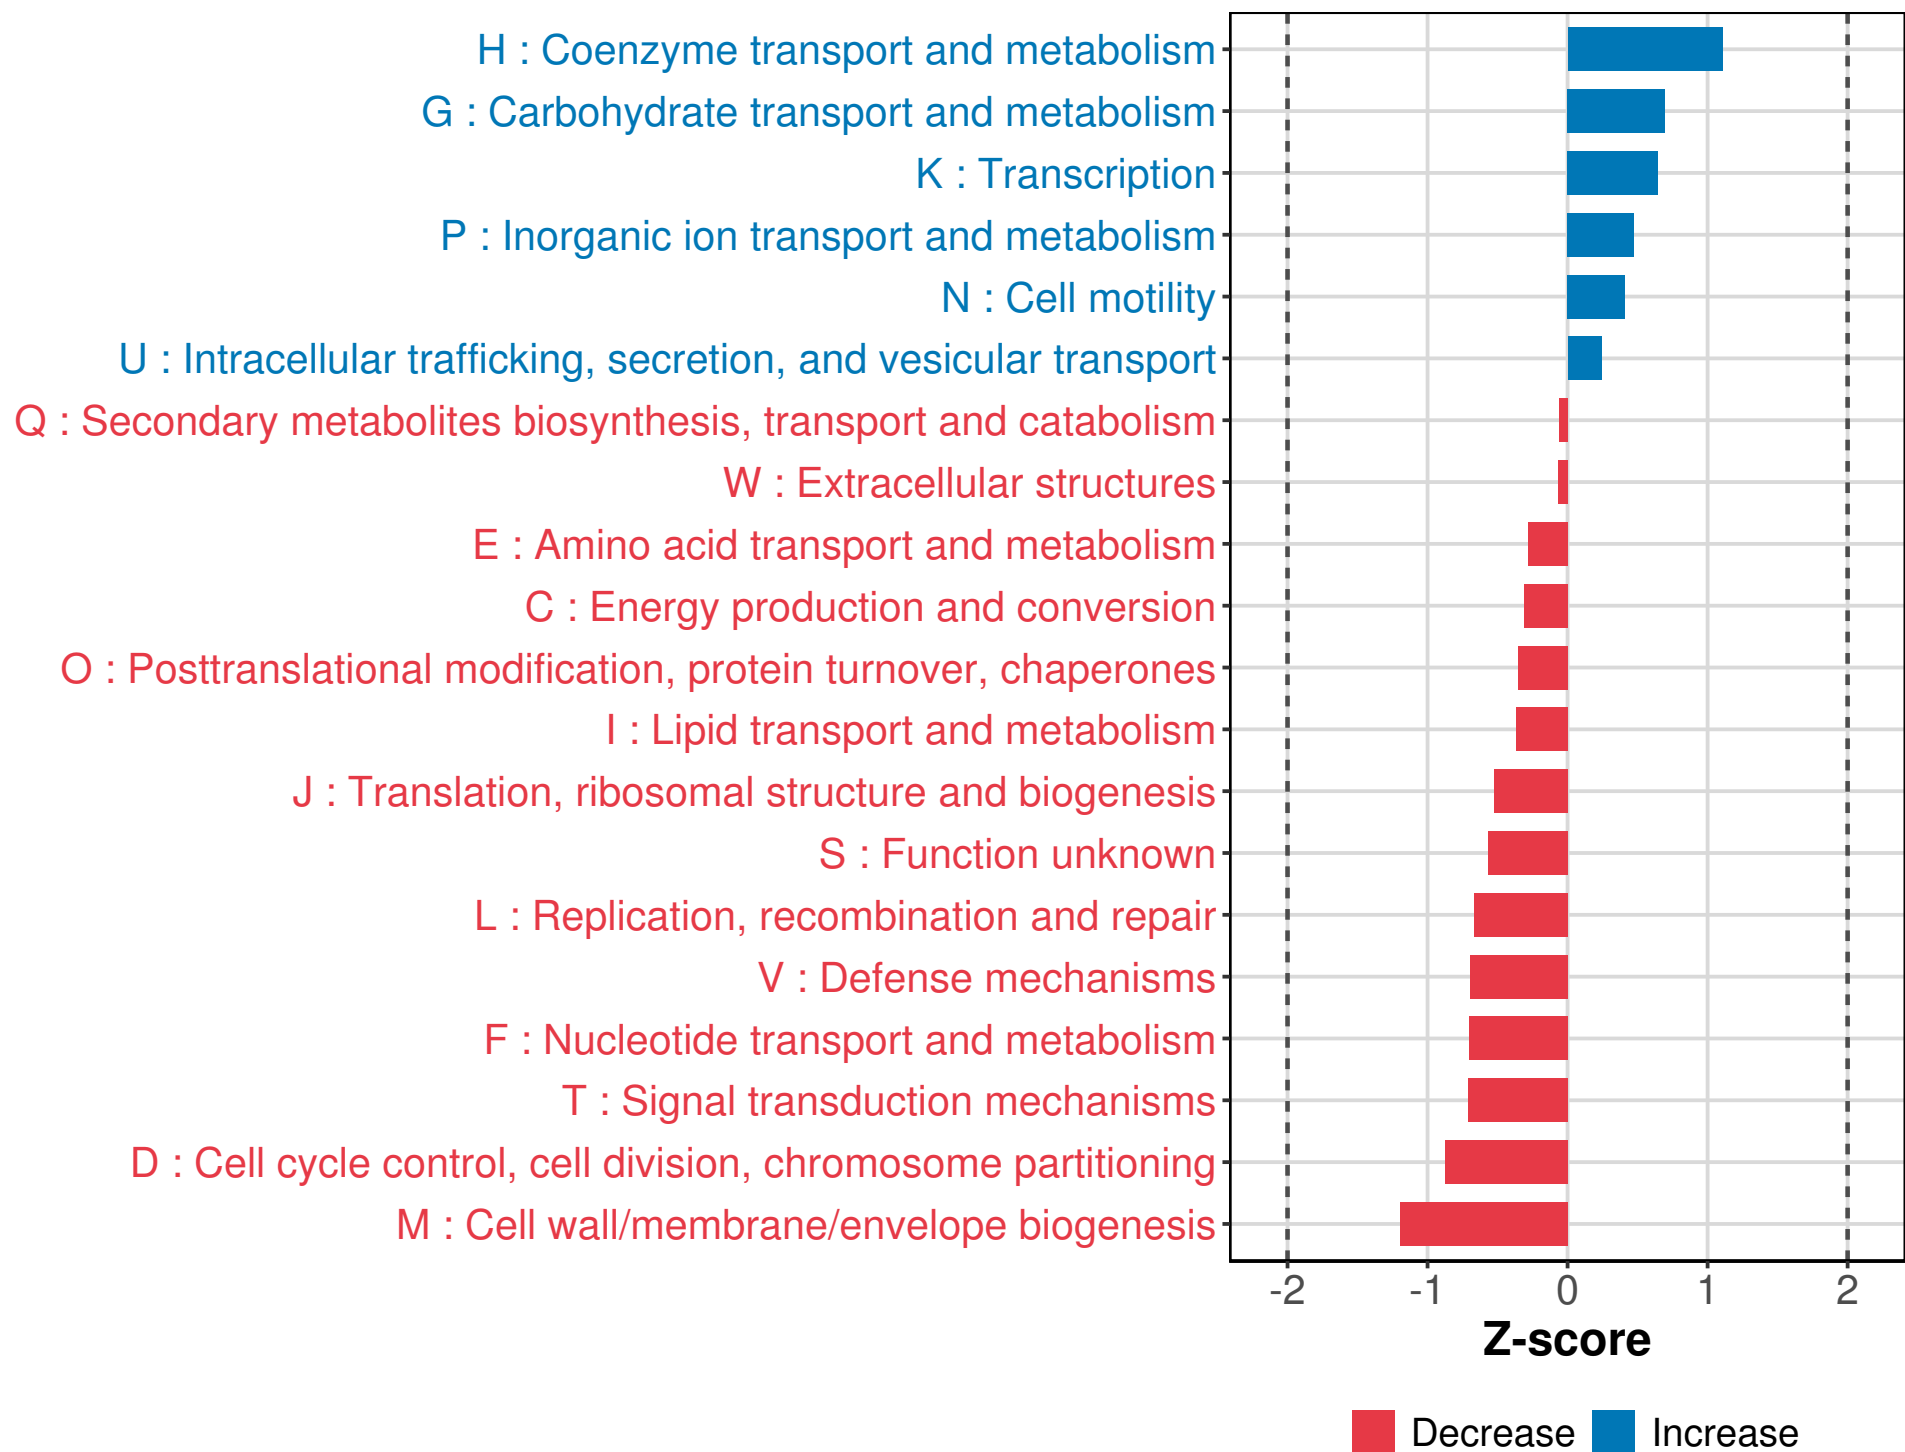 H : Coenzyme transport and metabolism
G : Carbohydrate transport and metabolism
K : Transcription
P : Inorganic ion transport and metabolism
N : Cell motility
U : Intracellular trafficking, secretion, and vesicular transport
Q : Secondary metabolites biosynthesis, transport and catabolism
W : Extracellular structures
E : Amino acid transport and metabolism
C : Energy production and conversion
O : Posttranslational modification, protein turnover, chaperones
I : Lipid transport and metabolism
J : Translation, ribosomal structure and biogenesis
S : Function unknown
L : Replication, recombination and repair
V : Defense mechanisms
F : Nucleotide transport and metabolism
T : Signal transduction mechanisms
D : Cell cycle control, cell division, chromosome partitioning
M : Cell wall/membrane/envelope biogenesis
-2 -1 0 1 2
Z-score
Decrease Increase